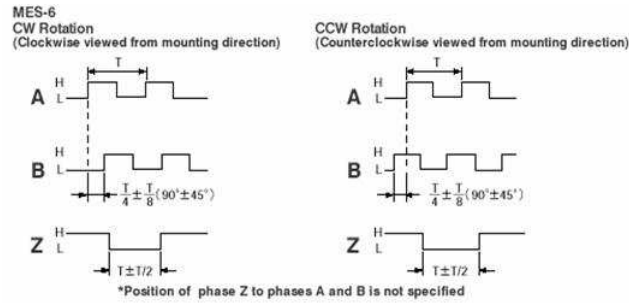 MES-6
CW Rotation
(Clockwise viewed from mounting direction)
T
A H
L
B H
L
T/4 ± T/8 (90°±45°)
Z H
L
T±T/2
CCW Rotation
(Counterclockwise viewed from mounting direction)
T
A H
L
B H
L
T/4 ± T/8 (90°±45°)
Z H
L
T±T/2
*Position of phase Z to phases A and B is not specified